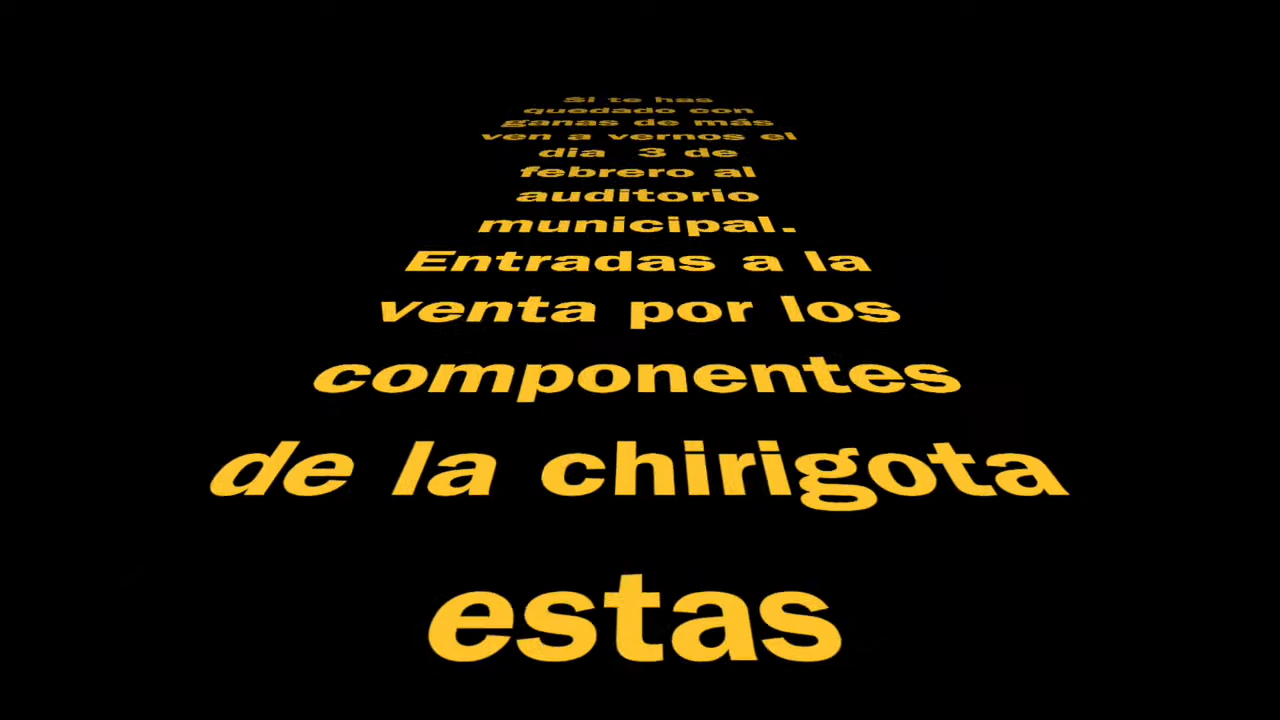 Si te has
quedado con
ganas de más
ven a vernos el
dia 3 de
febrero al
auditorio
municipal.
Entradas a la
venta por los
componentes
de la chirigota
estas